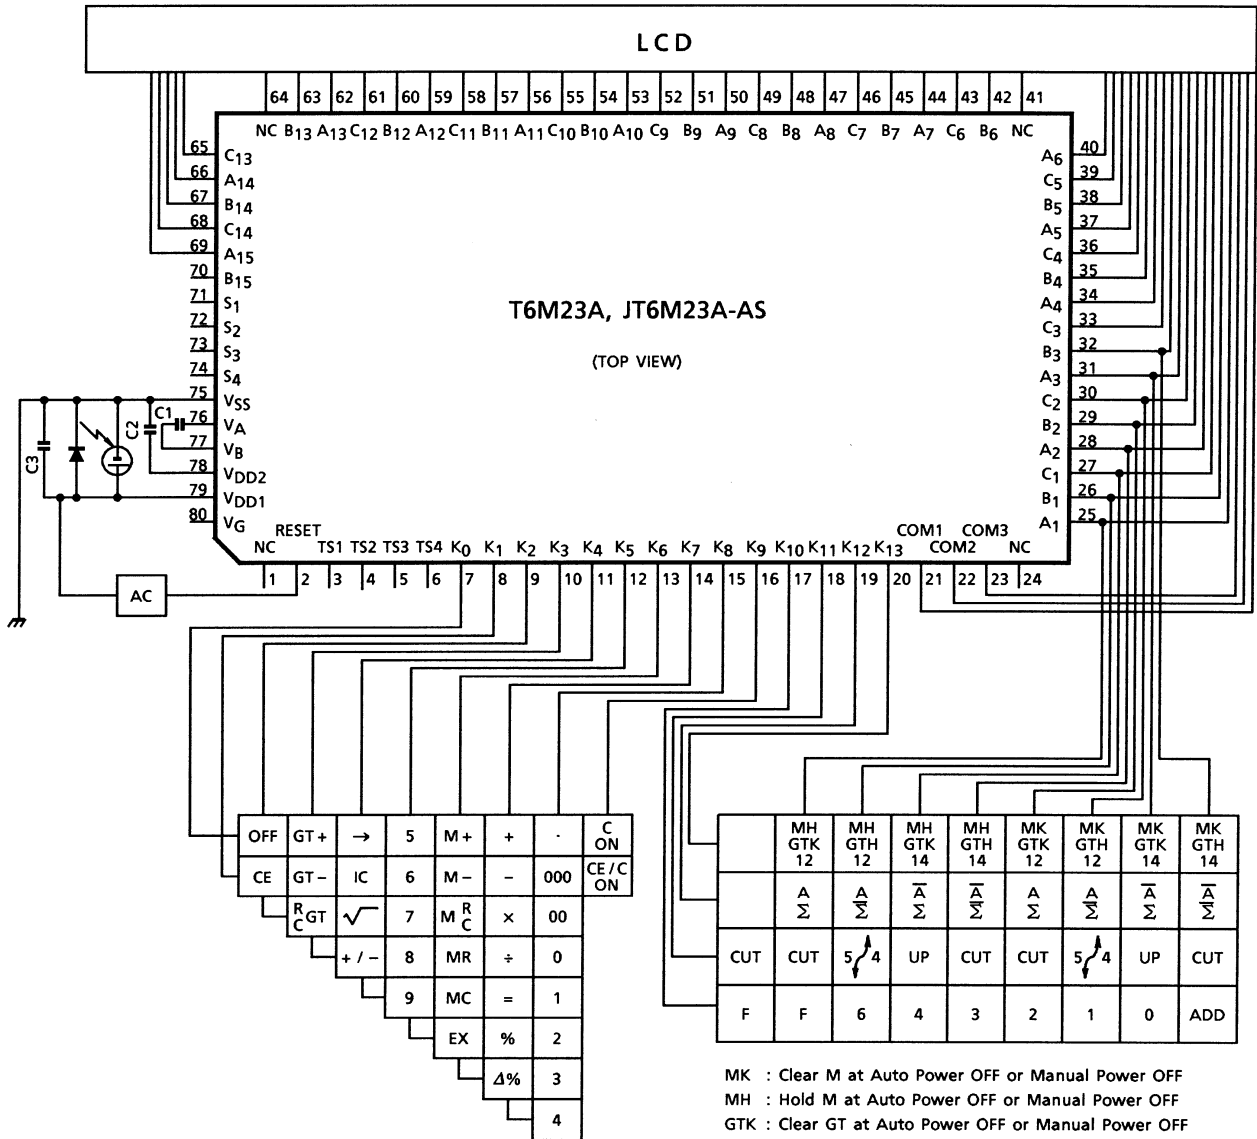 LCD
64 63 62 61 60 59 58 57 56 55 54 53 52 51 50 49 48 47 46 45 44 43 42 41
NC B13 A13 C12 B12 A12 C11 B11 A11 C10 B10 A10 C9 B9 A9 C8 B8 A8 C7 B7 A7 C6 B6 NC
65 C13
66 A14
67 B14
68 C14
69 A15
70 B15
71 S1
72 S2
73 S3
74 S4
75 VSS
76 VA
77 VB
78 VDD2
79 VDD1
80 VG
C1
C2
C3
T6M23A, JT6M23A-AS
(TOP VIEW)
A6 40
C5 39
B5 38
A5 37
C4 36
B4 35
A4 34
C3 33
B3 32
A3 31
C2 30
B2 29
A2 28
C1 27
B1 26
A1 25
RESET COM1 COM3
NC TS1 TS2 TS3 TS4 K0 K1 K2 K3 K4 K5 K6 K7 K8 K9 K10 K11 K12 K13 COM2 NC
1 2 3 4 5 6 7 8 9 10 11 12 13 14 15 16 17 18 19 20 21 22 23 24
AC
OFF GT+ → 5 M+ + · C ON
CE GT− IC 6 M− − 000 CE/C ON
R C GT √ 7 M R C × 00
+/− 8 MR ÷ 0
9 MC = 1
EX % 2
Δ% 3
4
MH MH MH MH MK MK MK MK
GTK GTH GTK GTH GTK GTH GTK GTH
12 12 14 14 12 12 14 14
A A A̅ A̅ A A A̅ A̅
Σ Σ̅ Σ Σ̅ Σ Σ̅ Σ Σ̅
CUT CUT 5 4 UP CUT CUT 5 4 UP CUT
F F 6 4 3 2 1 0 ADD
MK : Clear M at Auto Power OFF or Manual Power OFF
MH : Hold M at Auto Power OFF or Manual Power OFF
GTK : Clear GT at Auto Power OFF or Manual Power OFF